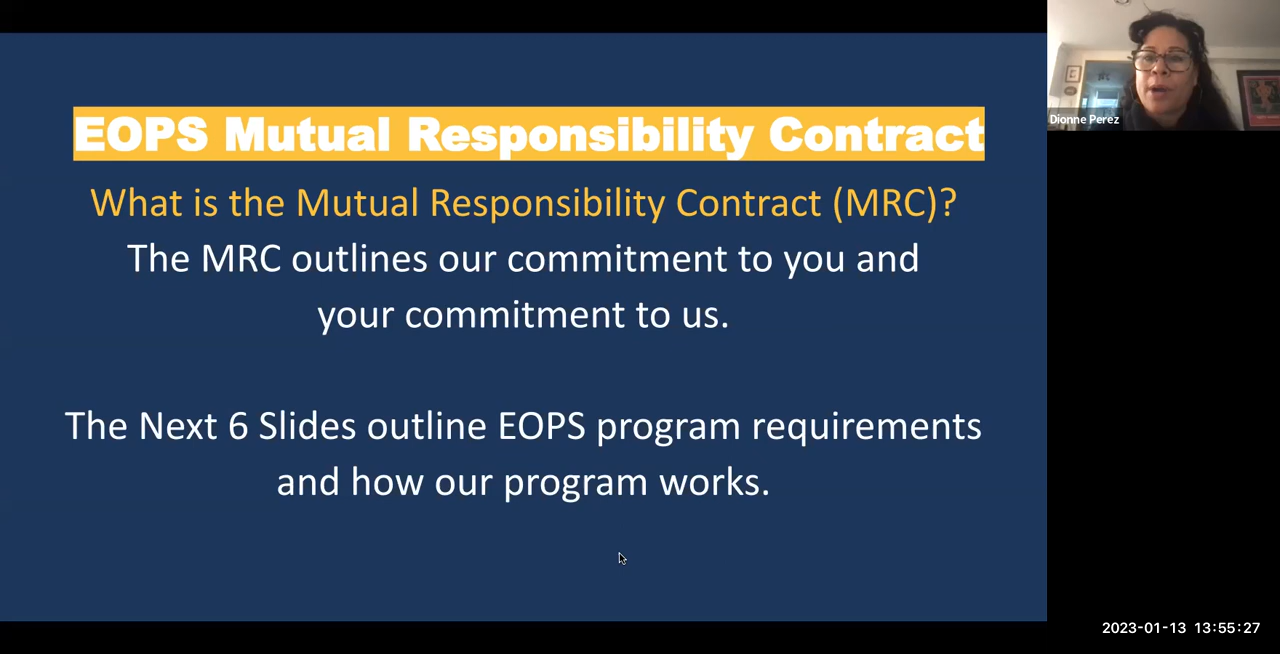 EOPS Mutual Responsibility Contract
What is the Mutual Responsibility Contract (MRC)?
The MRC outlines our commitment to you and
your commitment to us.
The Next 6 Slides outline EOPS program requirements
and how our program works.
Dionne Perez
2023-01-13 13:55:27